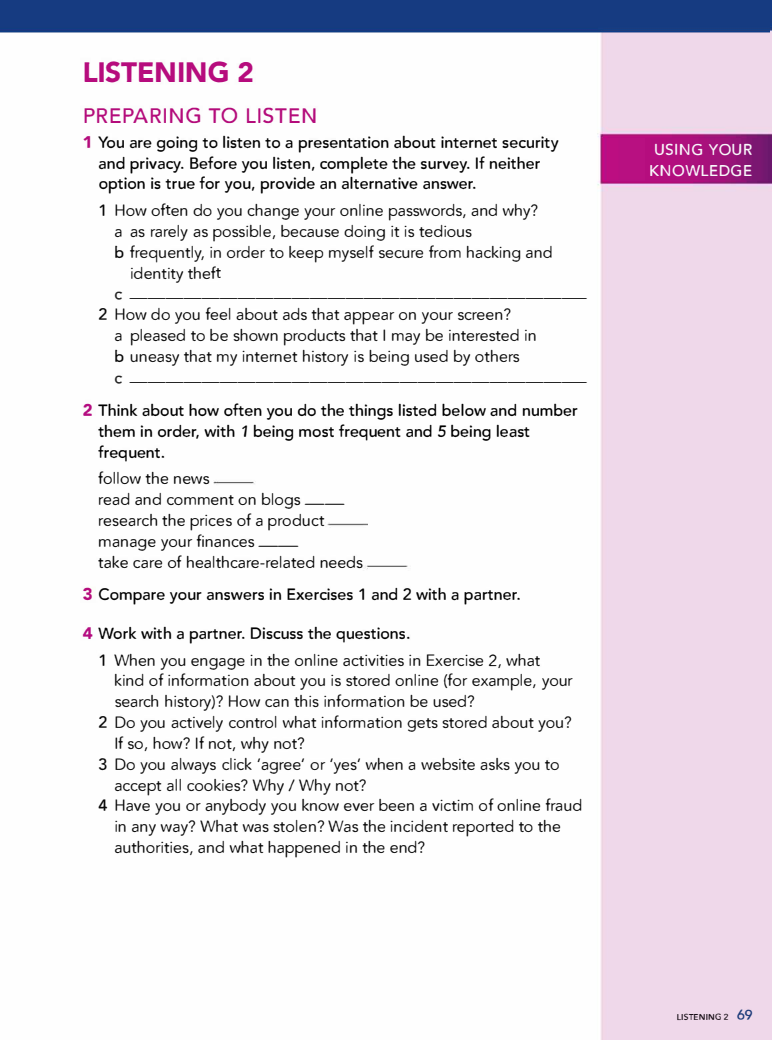 LISTENING 2
PREPARING TO LISTEN
1 You are going to listen to a presentation about internet security
and privacy. Before you listen, complete the survey. If neither
option is true for you, provide an alternative answer.
USING YOUR
KNOWLEDGE
1 How often do you change your online passwords, and why?
a as rarely as possible, because doing it is tedious
b frequently, in order to keep myself secure from hacking and
identity theft
c ___
2 How do you feel about ads that appear on your screen?
a pleased to be shown products that I may be interested in
b uneasy that my internet history is being used by others
c ___
2 Think about how often you do the things listed below and number
them in order, with 1 being most frequent and 5 being least
frequent.
follow the news ___
read and comment on blogs ___
research the prices of a product ___
manage your finances ___
take care of healthcare-related needs ___
3 Compare your answers in Exercises 1 and 2 with a partner.
4 Work with a partner. Discuss the questions.
1 When you engage in the online activities in Exercise 2, what
kind of information about you is stored online (for example, your
search history)? How can this information be used?
2 Do you actively control what information gets stored about you?
If so, how? If not, why not?
3 Do you always click ‘agree‘ or ‘yes‘ when a website asks you to
accept all cookies? Why / Why not?
4 Have you or anybody you know ever been a victim of online fraud
in any way? What was stolen? Was the incident reported to the
authorities, and what happened in the end?
LISTENING 2 69